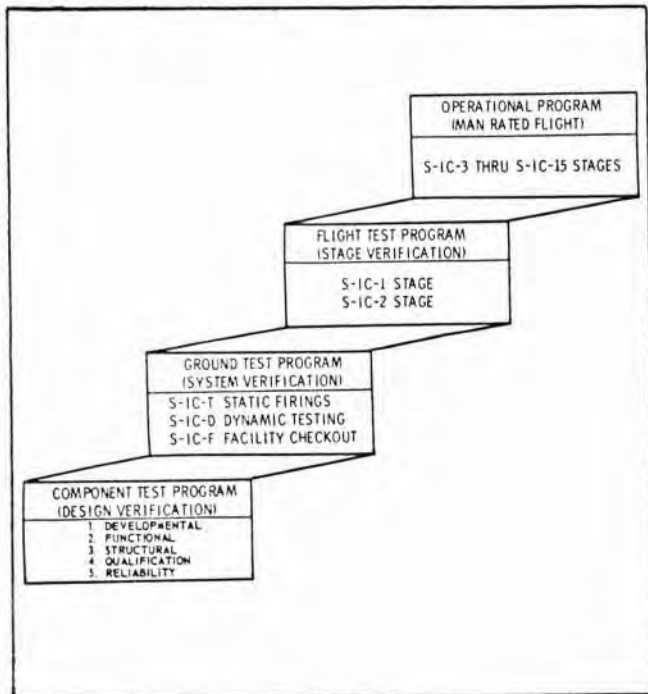 OPERATIONAL PROGRAM
(MAN RATED FLIGHT)
S-IC-3 THRU S-IC-15 STAGES
FLIGHT TEST PROGRAM
(STAGE VERIFICATION)
S-IC-1 STAGE
S-IC-2 STAGE
GROUND TEST PROGRAM
(SYSTEM VERIFICATION)
S-IC-T STATIC FIRINGS
S-IC-D DYNAMIC TESTING
S-IC-F FACILITY CHECKOUT
COMPONENT TEST PROGRAM
(DESIGN VERIFICATION)
1. DEVELOPMENTAL
2. FUNCTIONAL
3. STRUCTURAL
4. QUALIFICATION
5. RELIABILITY